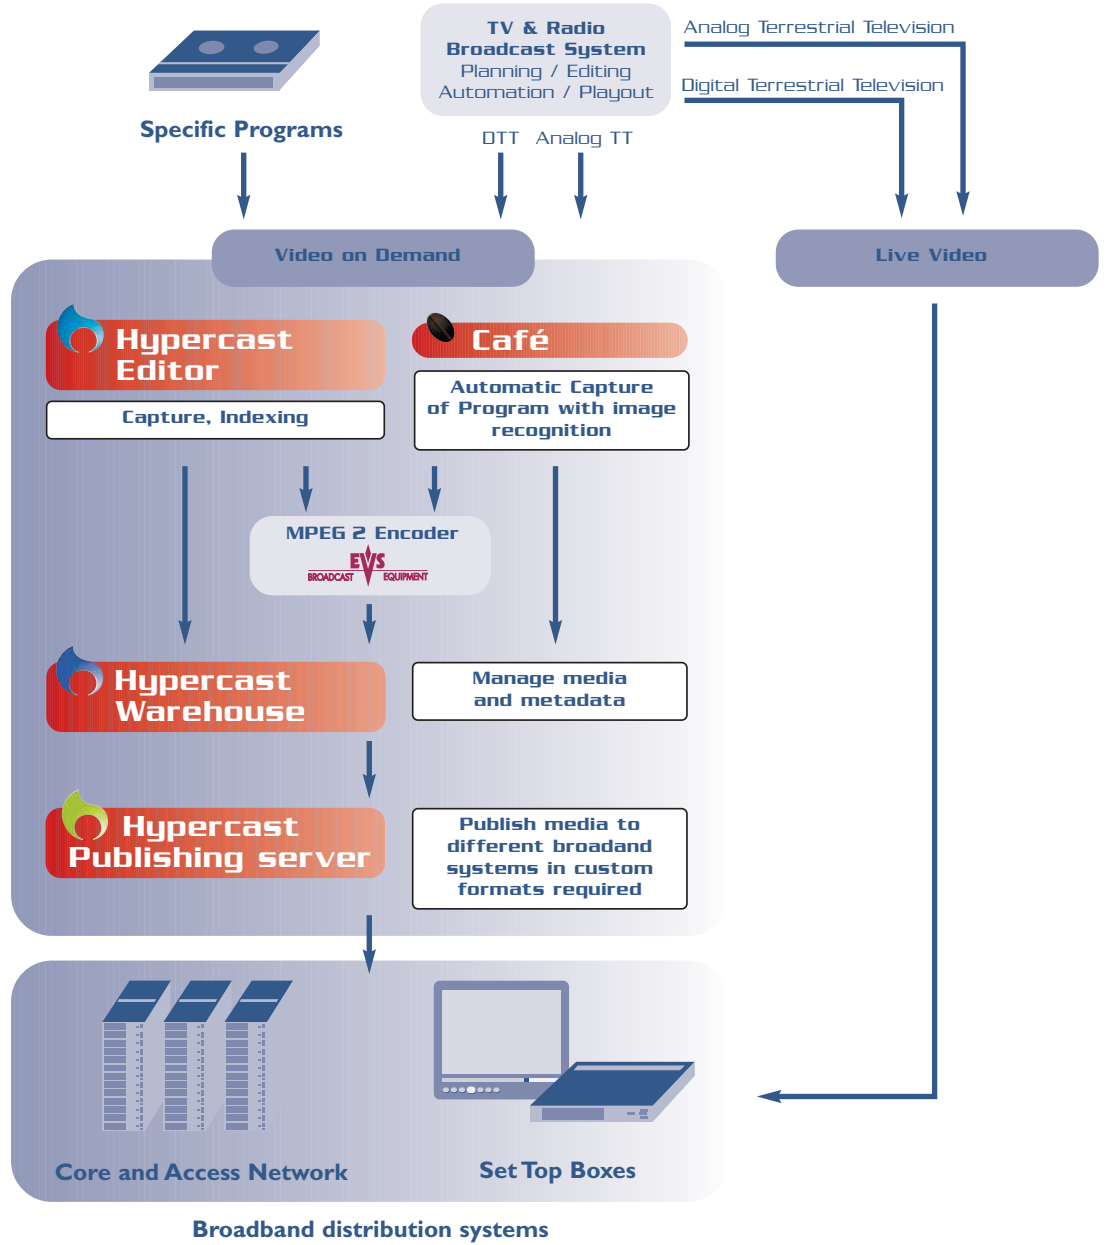 TV & Radio
Broadcast System
Planning / Editing
Automation / Playout
Analog Terrestrial Television
Digital Terrestrial Television
Specific Programs
DTT
Analog TT
Video on Demand
Live Video
Hypercast
Editor
Capture, Indexing
Café
Automatic Capture
of Program with image
recognition
MPEG 2 Encoder
EVS
BROADCAST EQUIPMENT
Hypercast
Warehouse
Manage media
and metadata
Hypercast
Publishing server
Publish media to
different broadand
systems in custom
formats required
Core and Access Network
Set Top Boxes
Broadband distribution systems